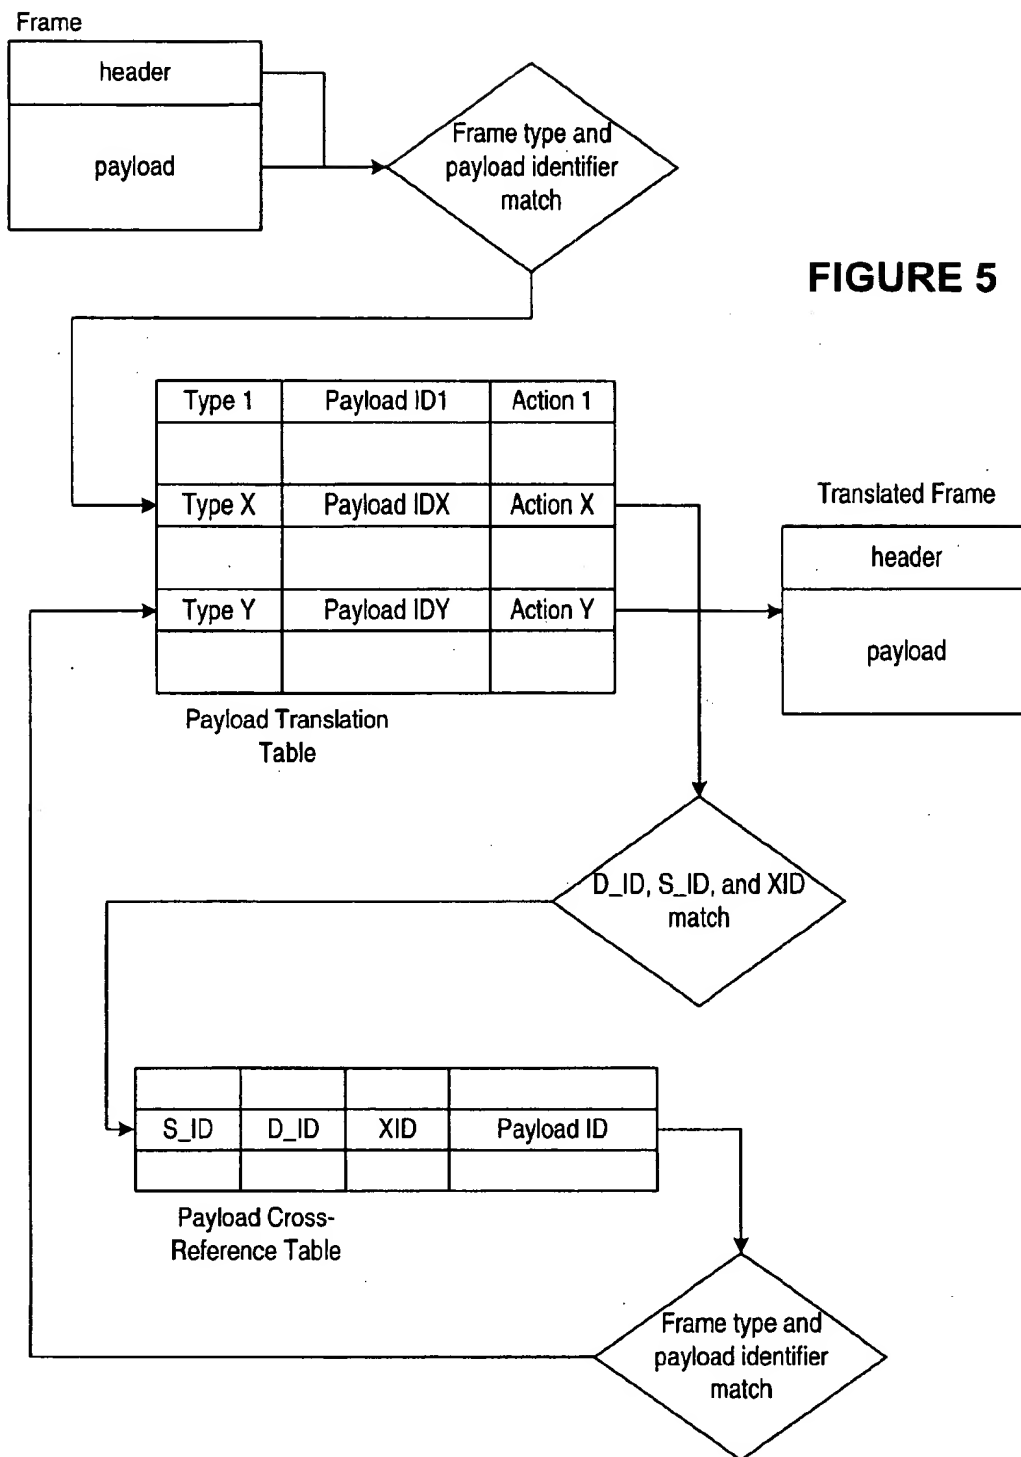 Frame
header
payload
Frame type and
payload identifier
match
FIGURE 5
Type 1 Payload ID1 Action 1
Type X Payload IDX Action X
Type Y Payload IDY Action Y
Payload Translation
Table
Translated Frame
header
payload
D_ID, S_ID, and XID
match
S_ID D_ID XID Payload ID
Payload Cross-
Reference Table
Frame type and
payload identifier
match